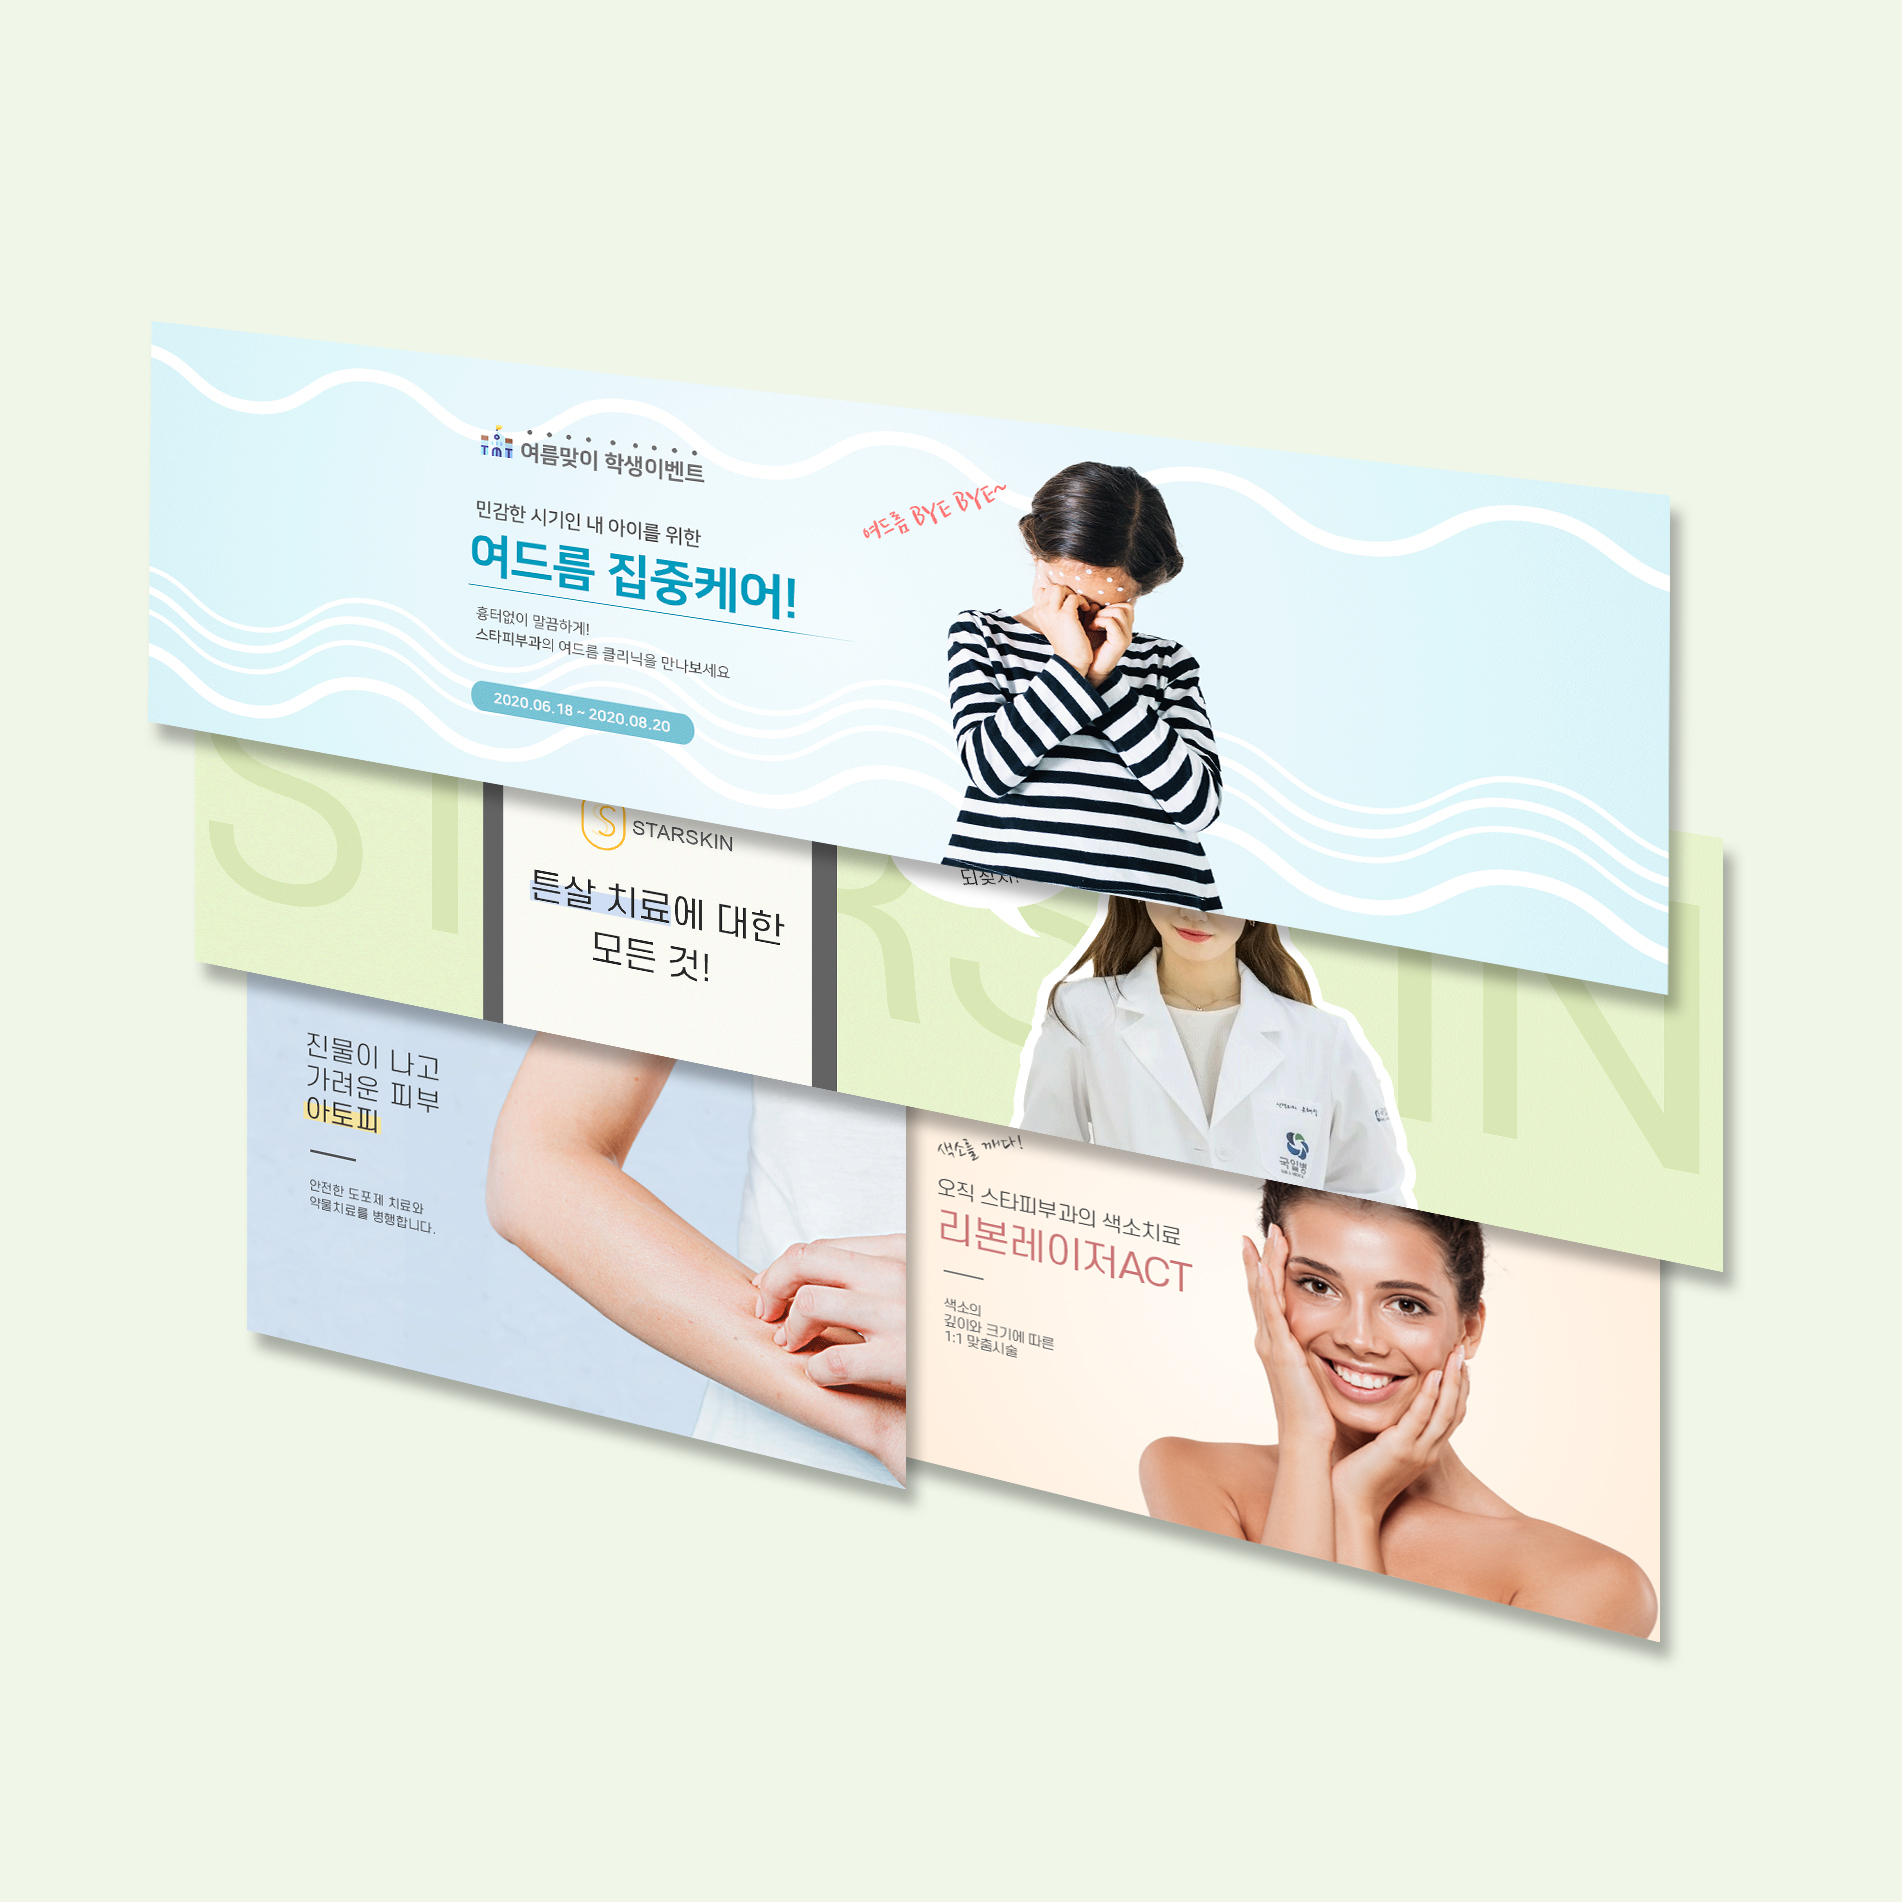 여름맞이 학생이벤트
민감한 시기인 내 아이를 위한
여드름 집중케어!
흉터없이 말끔하게!
스타피부과의 여드름 클리닉을 만나보세요
2020.06.18 ~ 2020.08.20
여드름 BYE BYE~
STARSKIN
튼살 치료에 대한
모든 것!
되찾자!
국일병
진물이 나고
가려운 피부
아토피
안전한 도포제 치료와
약물치료를 병행합니다.
색소를 깨다!
오직 스타피부과의 색소치료
리본레이저ACT
색소의
깊이와 크기에 따른
1:1 맞춤시술